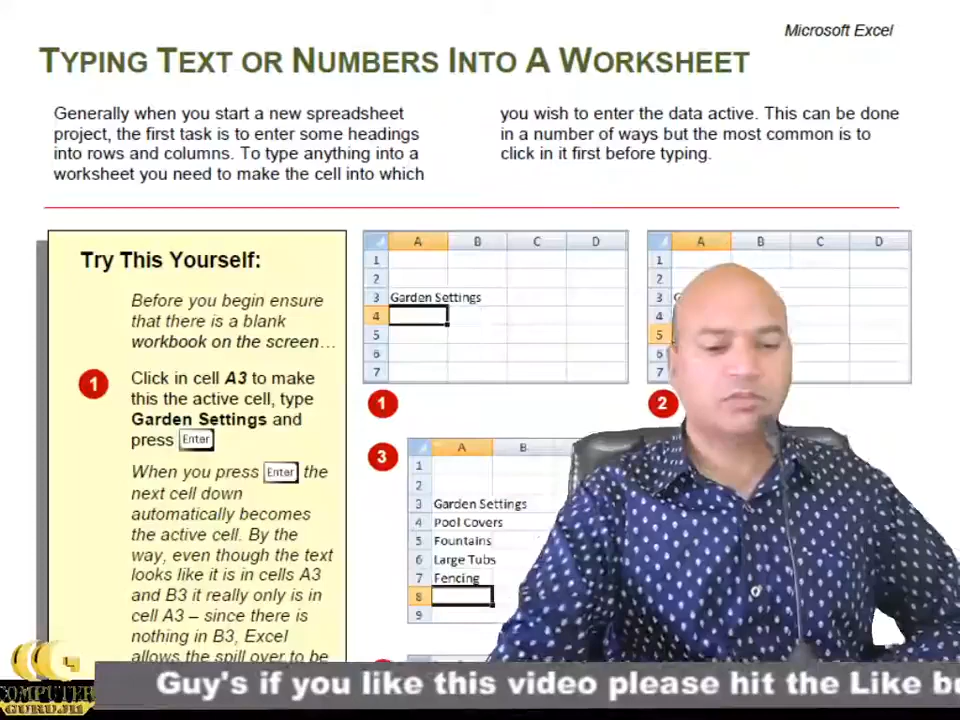 Microsoft Excel
TYPING TEXT OR NUMBERS INTO A WORKSHEET
Generally when you start a new spreadsheet
project, the first task is to enter some headings
into rows and columns. To type anything into a
worksheet you need to make the cell into which
you wish to enter the data active. This can be done
in a number of ways but the most common is to
click in it first before typing.
Try This Yourself:
Before you begin ensure
that there is a blank
workbook on the screen…
1
Click in cell A3 to make
this the active cell, type
Garden Settings and
press Enter
When you press Enter the
next cell down
automatically becomes
the active cell. By the
way, even though the text
looks like it is in cells A3
and B3 it really only is in
cell A3 – since there is
nothing in B3, Excel
allows the spill over to be
A B C D
1
2
3 Garden Settings
4
5
6
7
1
A B C D
1
2
3 G
4
5
6
7
2
3
A B
1
2
3 Garden Settings
4 Pool Covers
5 Fountains
6 Large Tubs
7 Fencing
8
9
COMPUTER
GURUJII
Guy's if you like this video please hit the Like b